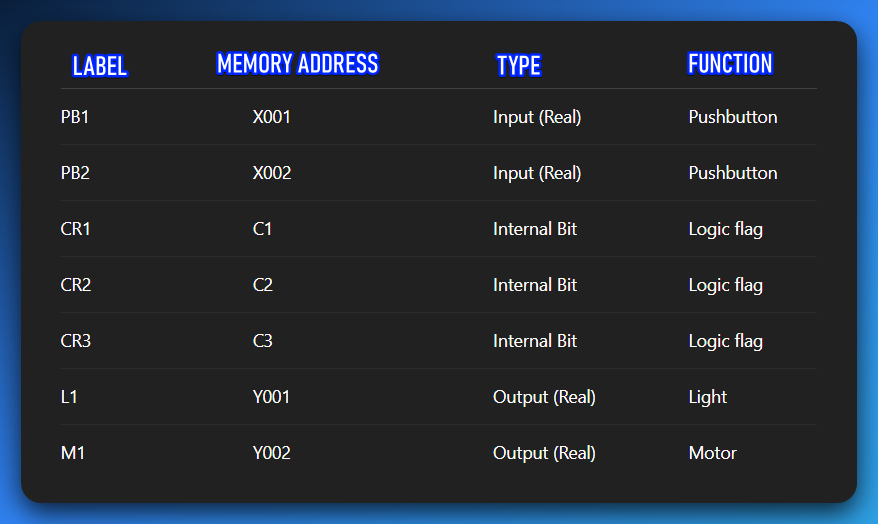 LABEL MEMORY ADDRESS TYPE FUNCTION
PB1 X001 Input (Real) Pushbutton
PB2 X002 Input (Real) Pushbutton
CR1 C1 Internal Bit Logic flag
CR2 C2 Internal Bit Logic flag
CR3 C3 Internal Bit Logic flag
L1 Y001 Output (Real) Light
M1 Y002 Output (Real) Motor